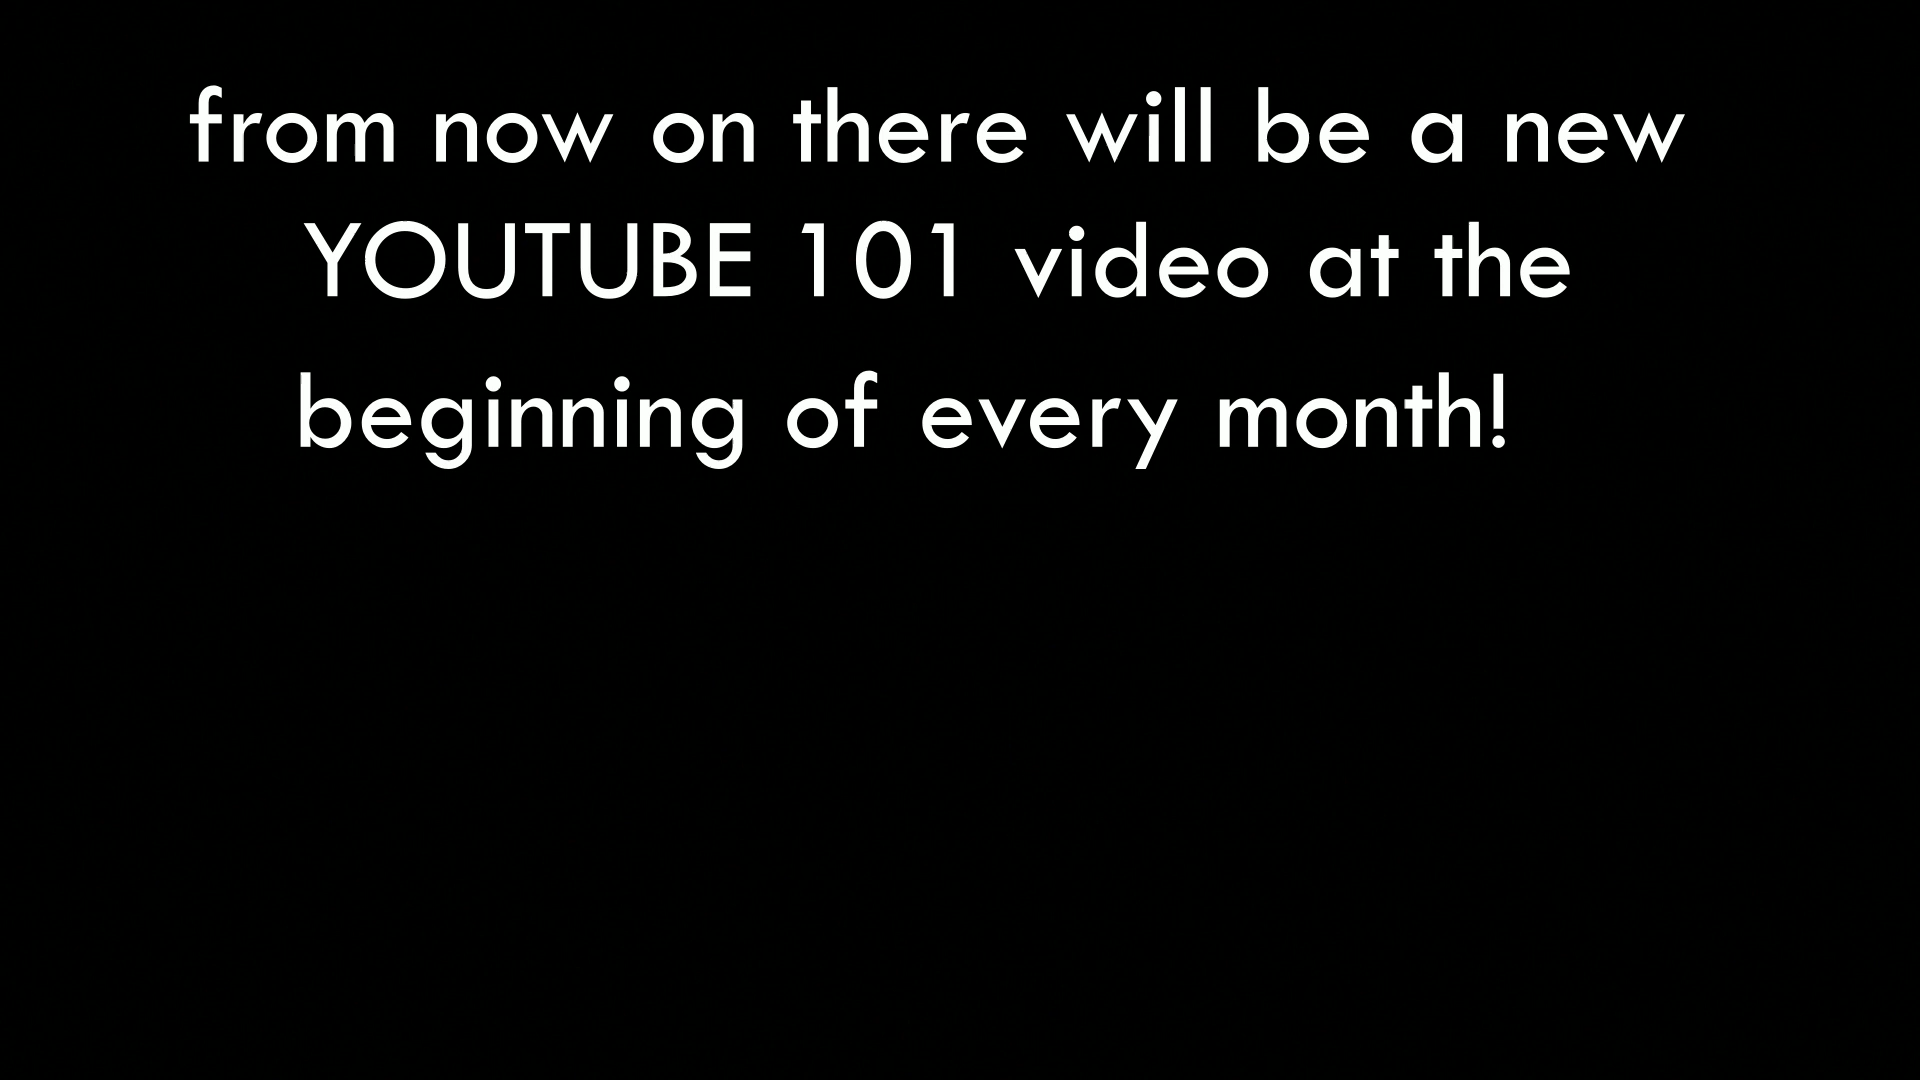 from now on there will be a new
YOUTUBE 101 video at the
beginning of every month!